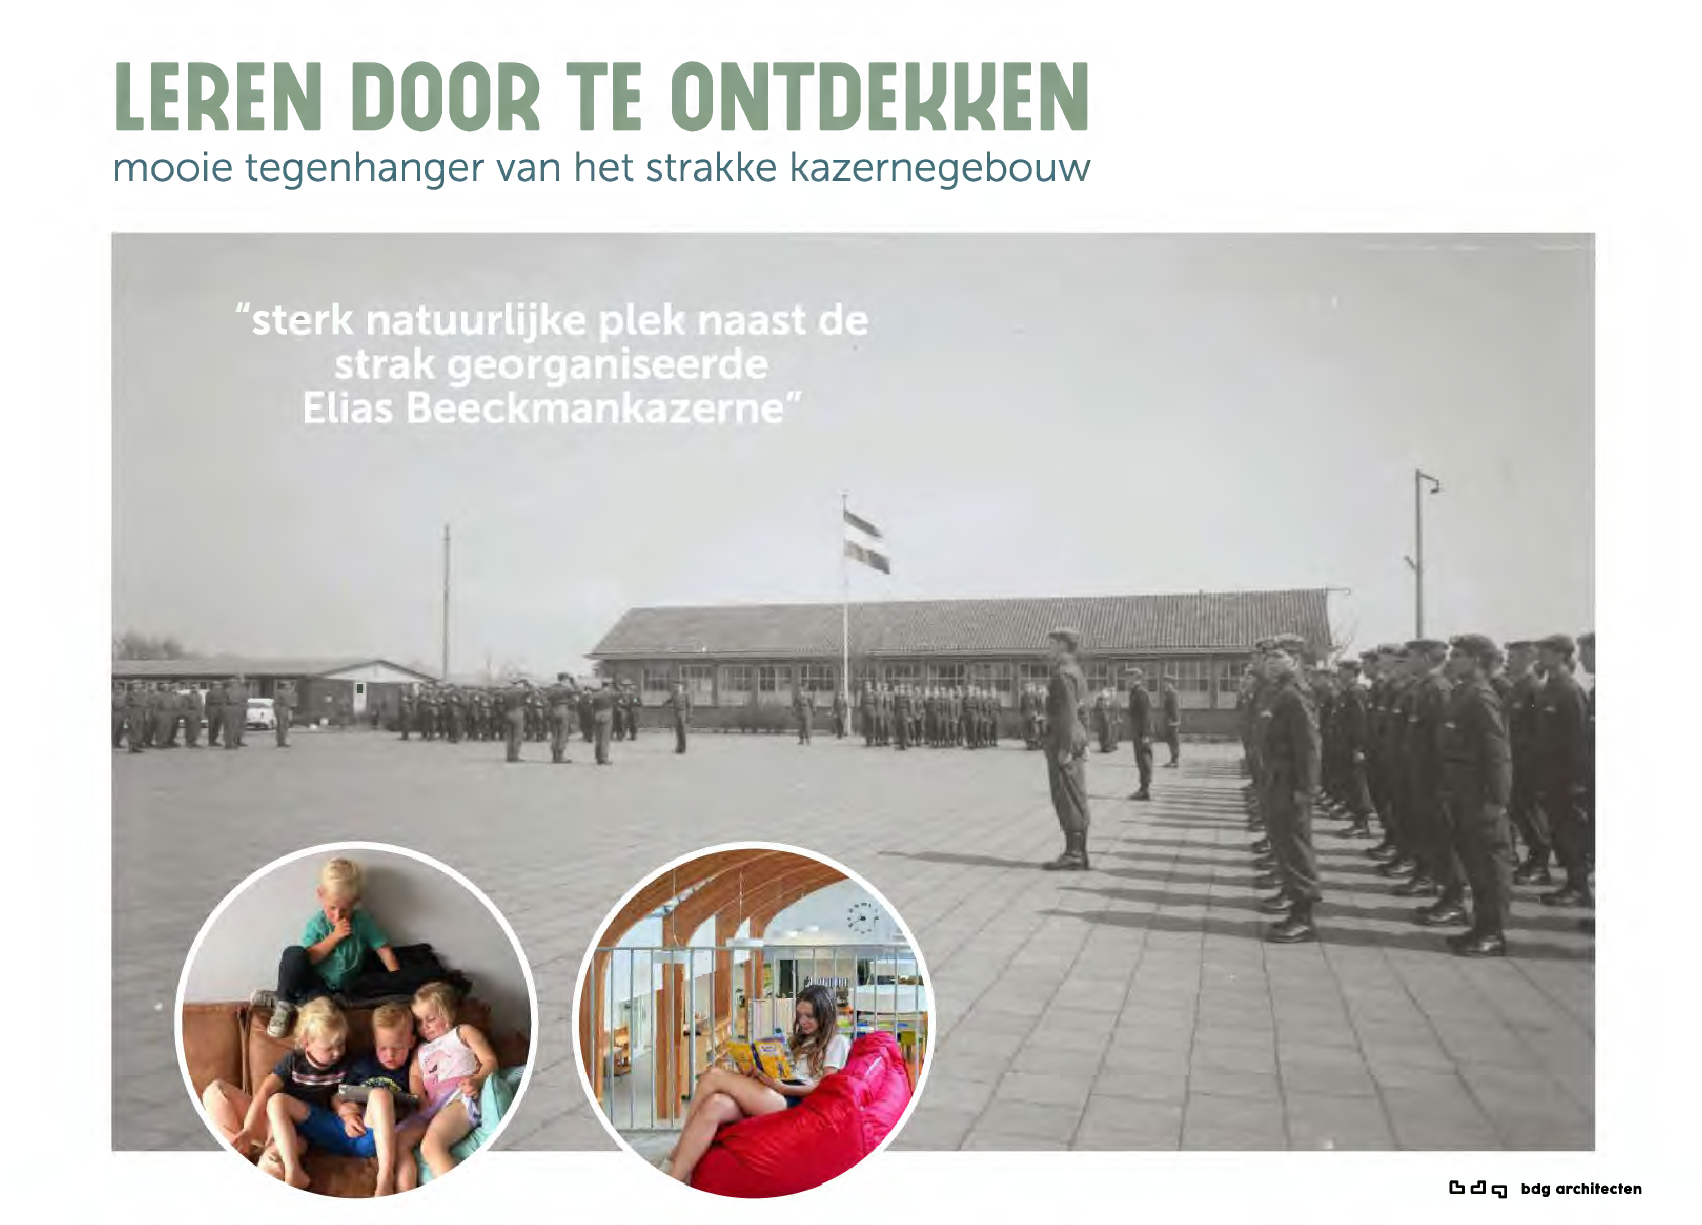 LEREN DOOR TE ONTDEKKEN
mooie tegenhanger van het strakke kazernegebouw
“sterk natuurlijke plek naast de
strak georganiseerde
Elias Beeckmankazerne”
bdg architecten